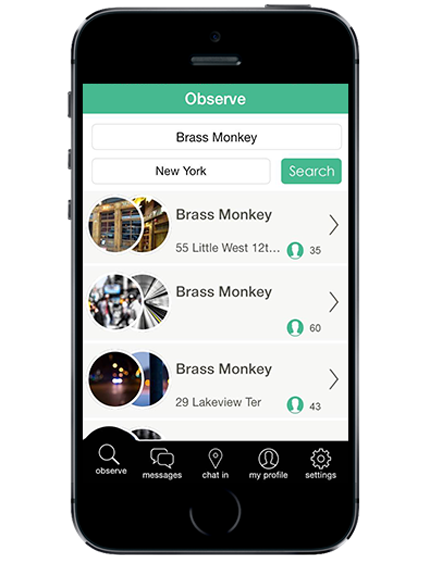 Observe
Brass Monkey
New York
Search
Brass Monkey
55 Little West 12t...
35
Brass Monkey
60
Brass Monkey
29 Lakeview Ter
43
observe
messages
chat in
my profile
settings